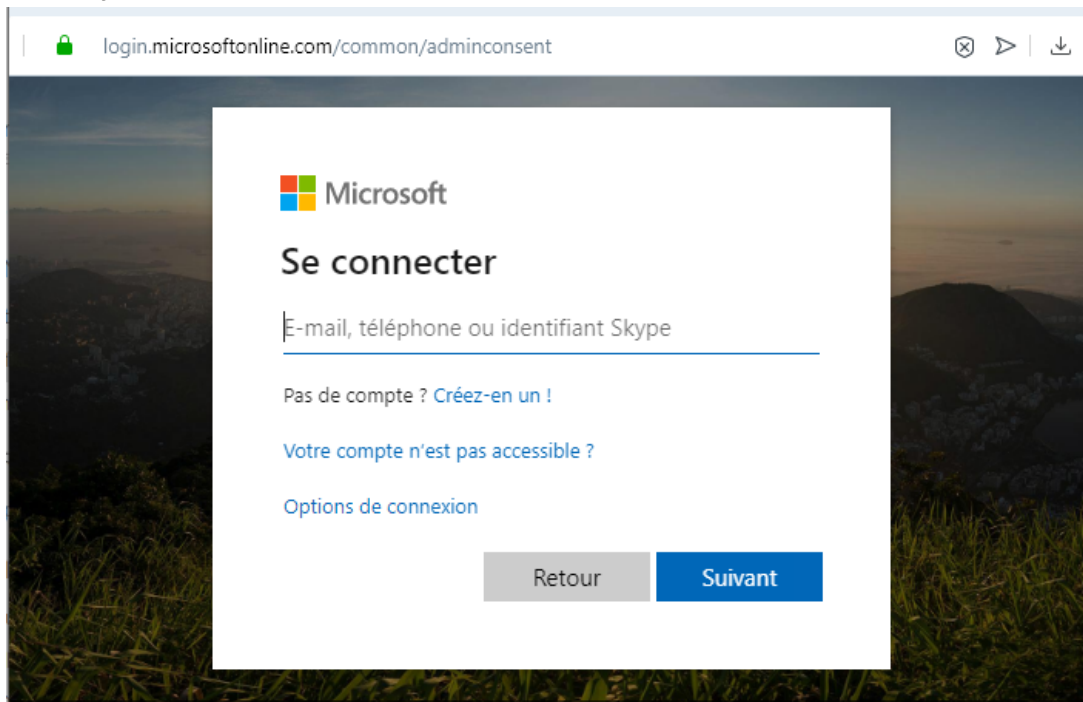 login.microsoftonline.com/common/adminconsent
Microsoft
Se connecter
E-mail, téléphone ou identifiant Skype
Pas de compte ? Créez-en un !
Votre compte n'est pas accessible ?
Options de connexion
Retour
Suivant